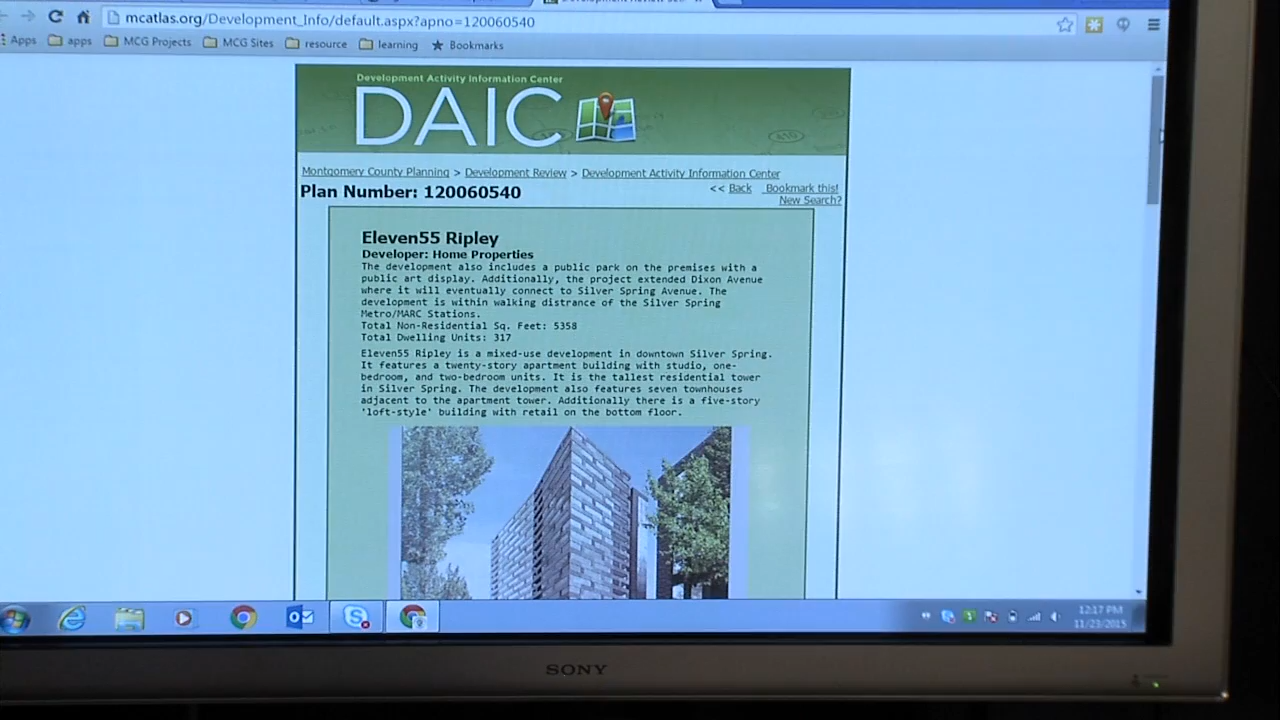 mcatlas.org/Development_Info/default.aspx?apno=120060540
Apps apps MCG Projects MCG Sites resource learning Bookmarks
Development Activity Information Center
DAIC
Montgomery County Planning > Development Review > Development Activity Information Center
Plan Number: 120060540
<< Back Bookmark this!
New Search?
Eleven55 Ripley
Developer: Home Properties
The development also includes a public park on the premises with a
public art display. Additionally, the project extended Dixon Avenue
where it will eventually connect to Silver Spring Avenue. The
development is within walking distrance of the Silver Spring
Metro/MARC Stations.
Total Non-Residential Sq. Feet: 5358
Total Dwelling Units: 317
Eleven55 Ripley is a mixed-use development in downtown Silver Spring.
It features a twenty-story apartment building with studio, one-
bedroom, and two-bedroom units. It is the tallest residential tower
in Silver Spring. The development also features seven townhouses
adjacent to the apartment tower. Additionally there is a five-story
'loft-style' building with retail on the bottom floor.
12:17 PM
11/23/2015
SONY